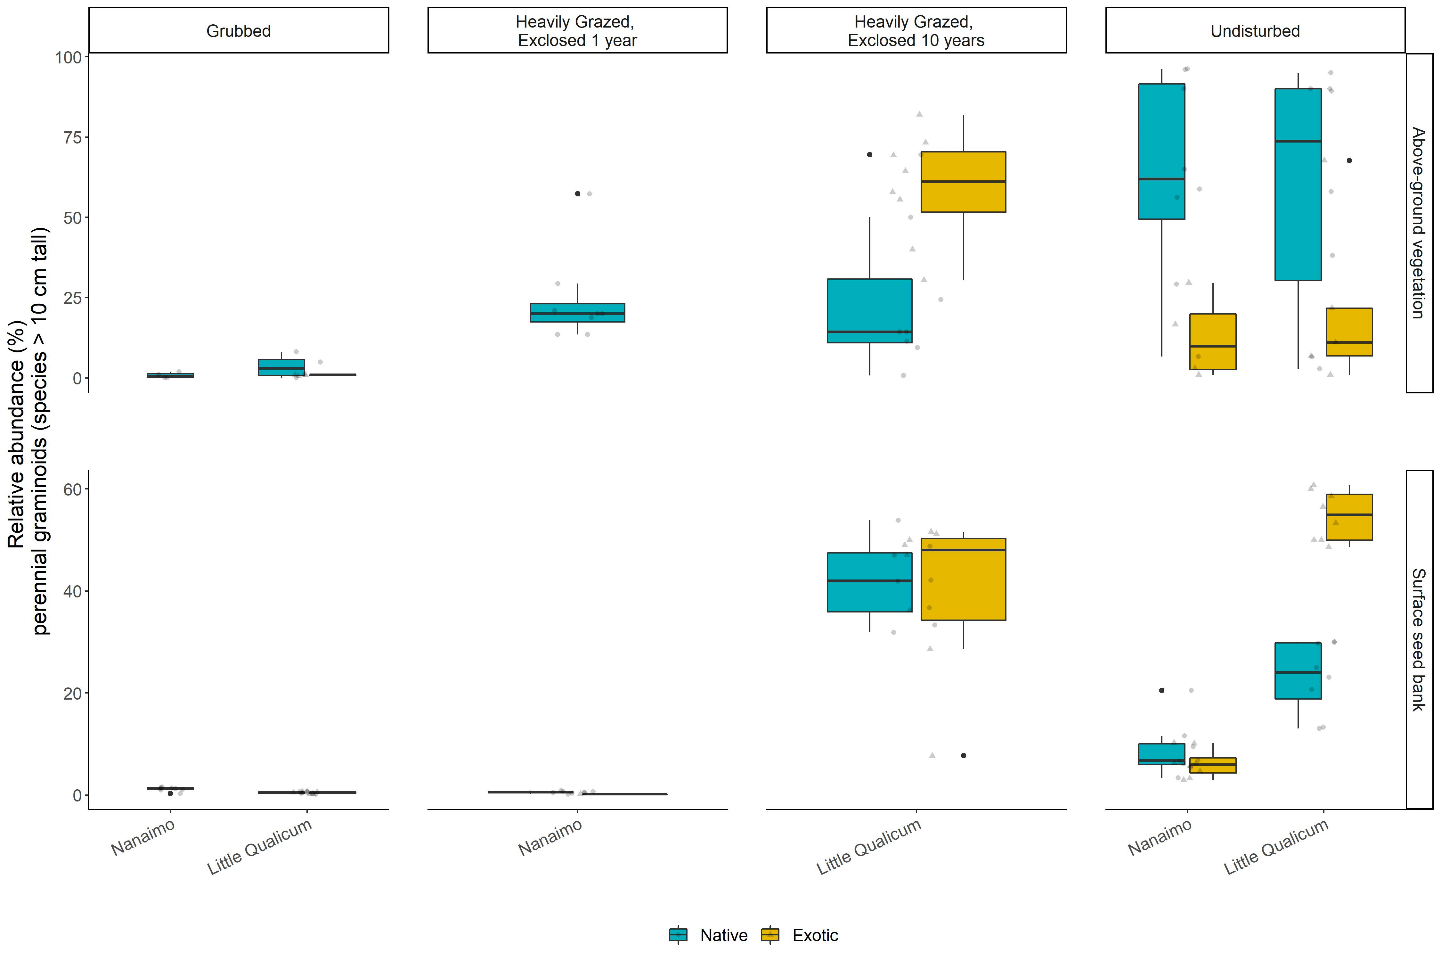 Grubbed
Heavily Grazed,
Exclosed 1 year
Heavily Grazed,
Exclosed 10 years
Undisturbed
Relative abundance (%)
perennial graminoids (species > 10 cm tall)
100
75
50
25
0
Above-ground vegetation
60
40
20
0
Surface seed bank
Nanaimo
Little Qualicum
Nanaimo
Little Qualicum
Nanaimo
Little Qualicum
Native
Exotic